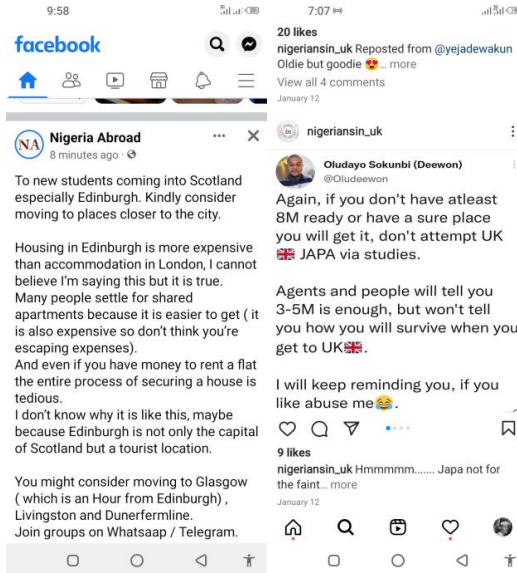 9:58
facebook
NA
Nigeria Abroad
8 minutes ago
To new students coming into Scotland
especially Edinburgh. Kindly consider
moving to places closer to the city.
Housing in Edinburgh is more expensive
than accommodation in London, I cannot
believe I'm saying this but it is true.
Many people settle for shared
apartments because it is easier to get ( it
is also expensive so don't think you're
escaping expenses).
And even if you have money to rent a flat
the entire process of securing a house is
tedious.
I don't know why it is like this, maybe
because Edinburgh is not only the capital
of Scotland but a tourist location.
You might consider moving to Glasgow
( which is an Hour from Edinburgh) ,
Livingston and Dunerfermline.
Join groups on Whatsaap / Telegram.
7:07
20 likes
nigeriansin_uk Reposted from @yejadewakun
Oldie but goodie 😍... more
View all 4 comments
January 12
nigeriansin_uk
Oludayo Sokunbi (Deewon)
@Oludeewon
Again, if you don't have atleast
8M ready or have a sure place
you will get it, don't attempt UK
🇬🇧 JAPA via studies.
Agents and people will tell you
3-5M is enough, but won't tell
you how you will survive when you
get to UK🇬🇧.
I will keep reminding you, if you
like abuse me😂.
9 likes
nigeriansin_uk Hmmmmm....... Japa not for
the faint... more
January 12